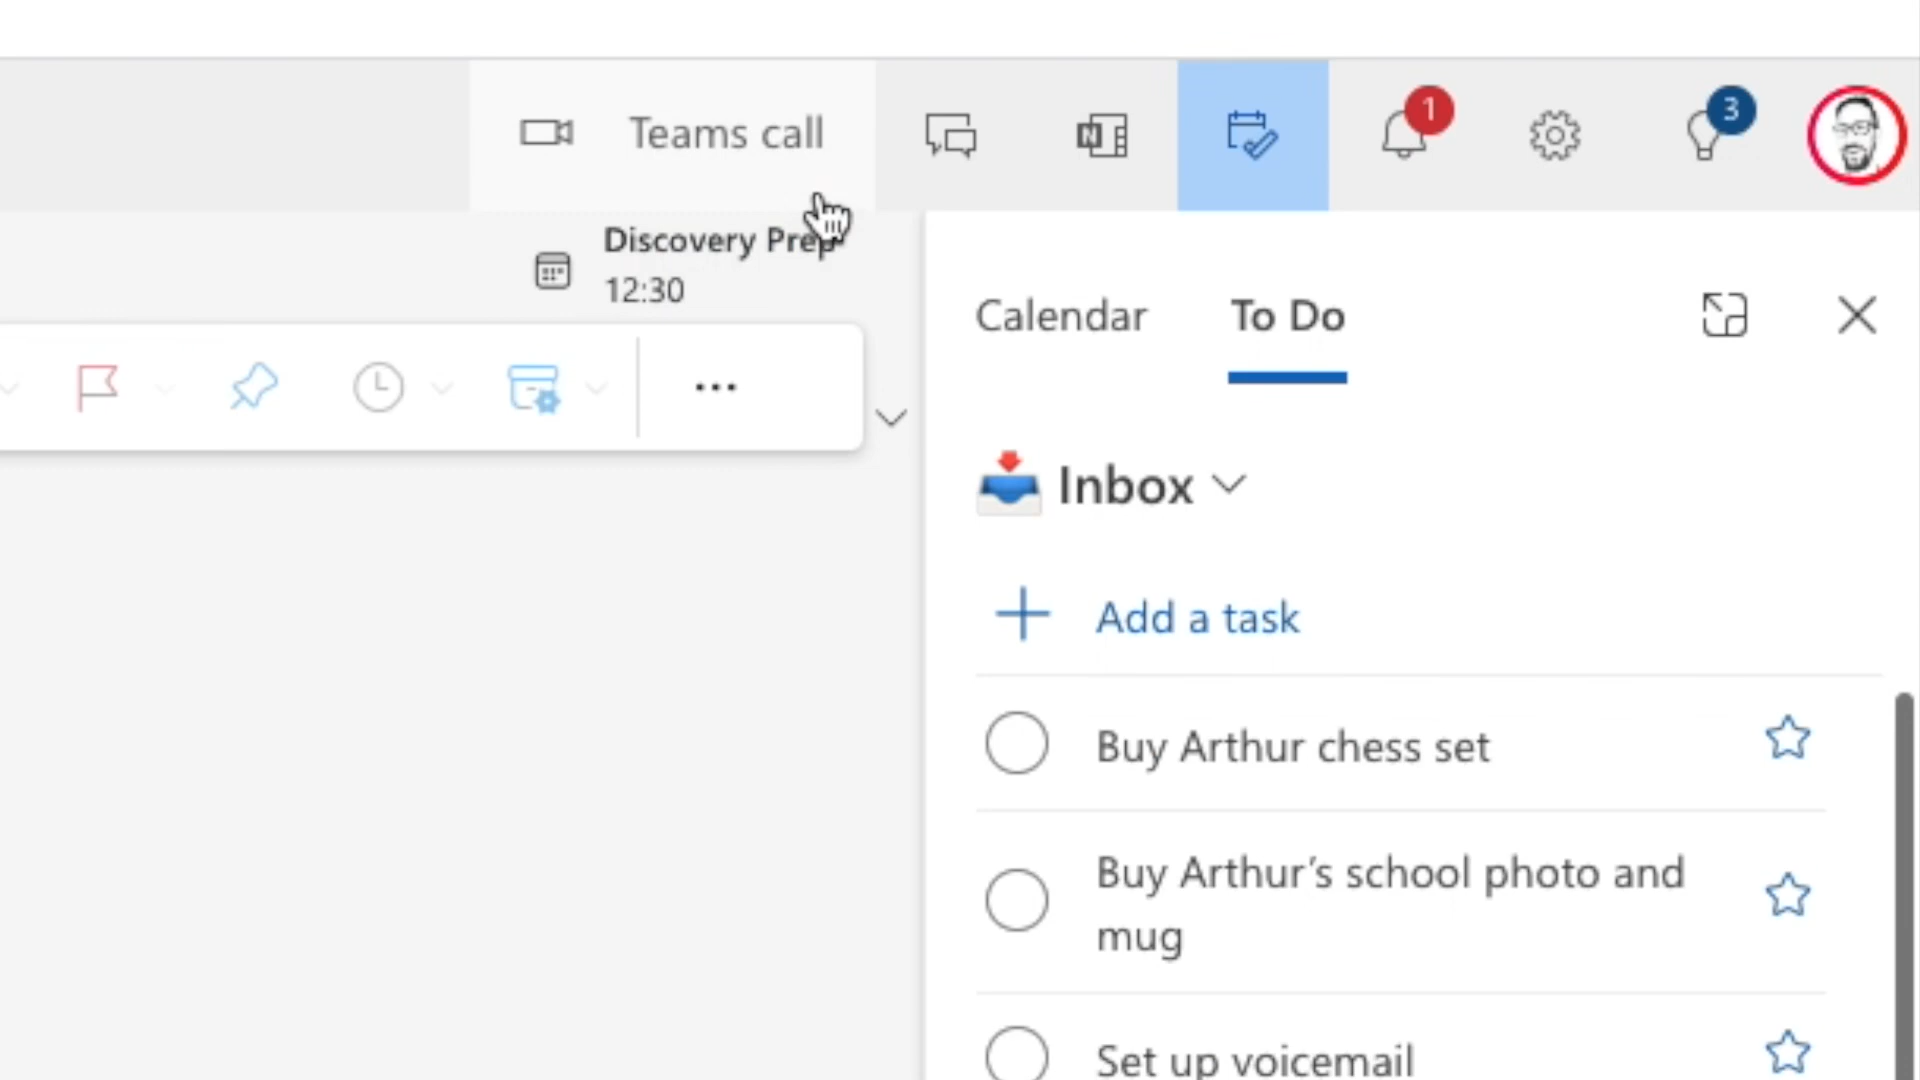 Teams call
N
1
3
Discovery Prep
12:30
Calendar
To Do
Inbox
Add a task
Buy Arthur chess set
Buy Arthur’s school photo and
mug
Set up voicemail